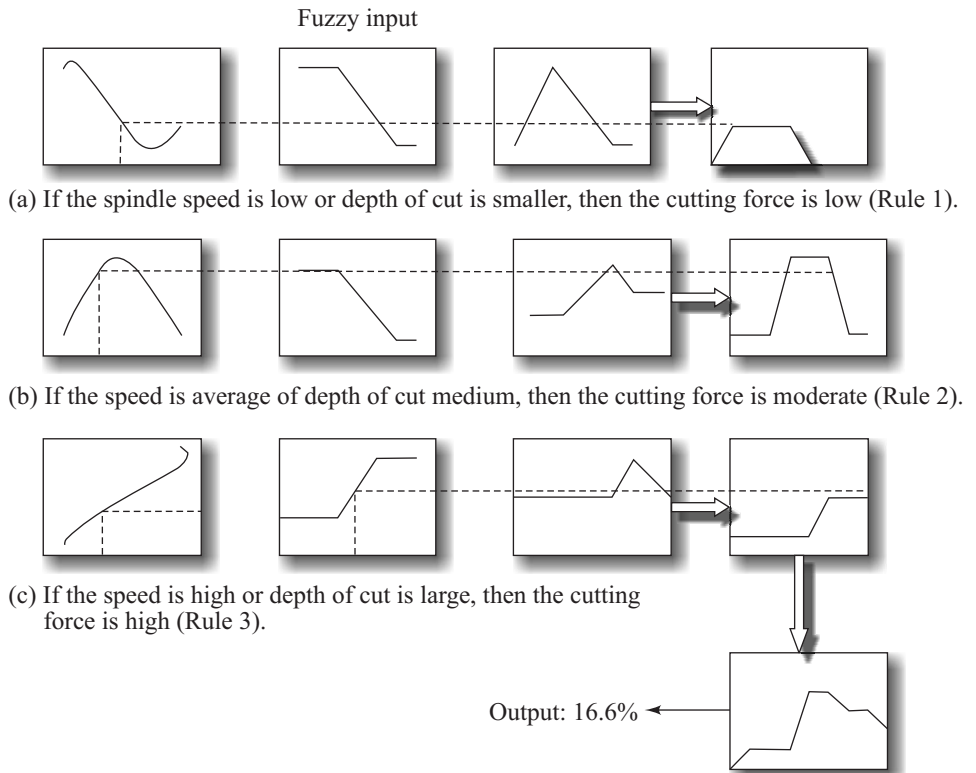 Fuzzy input
(a) If the spindle speed is low or depth of cut is smaller, then the cutting force is low (Rule 1).
(b) If the speed is average of depth of cut medium, then the cutting force is moderate (Rule 2).
(c) If the speed is high or depth of cut is large, then the cutting
force is high (Rule 3).
Output: 16.6%